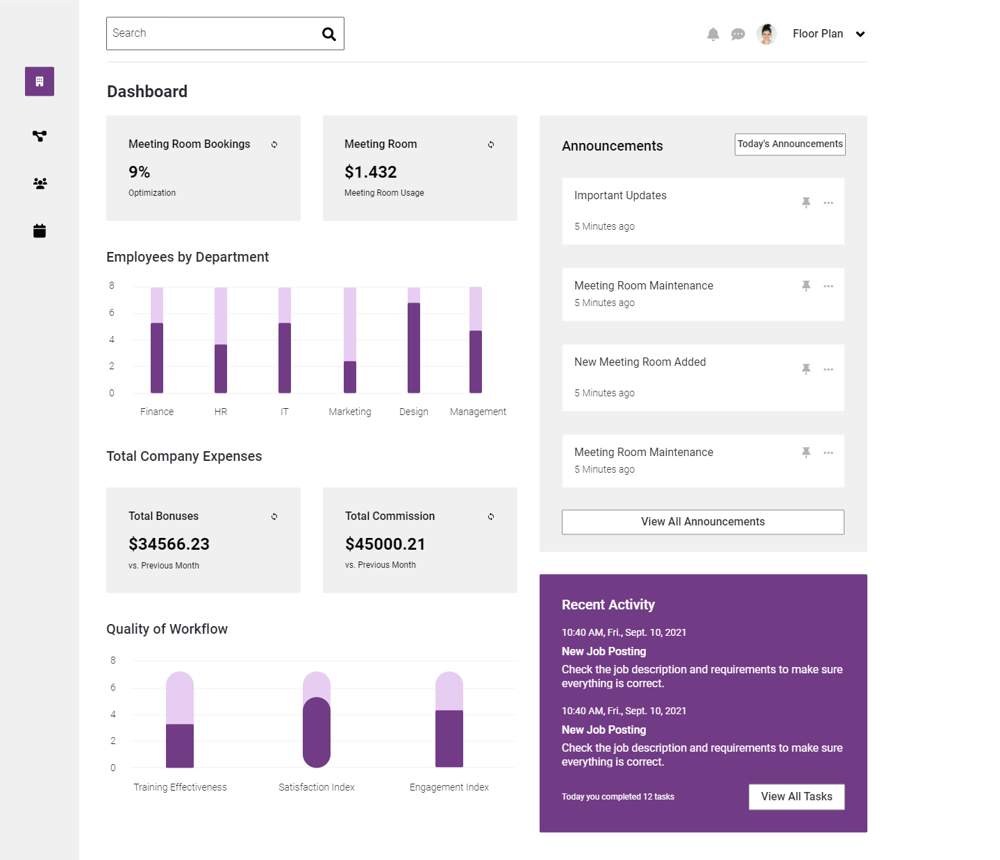 Search
Floor Plan
Dashboard
Meeting Room Bookings
9%
Optimization
Meeting Room
$1.432
Meeting Room Usage
Employees by Department
8
6
4
2
0
Finance
HR
IT
Marketing
Design
Management
Total Company Expenses
Total Bonuses
$34566.23
vs. Previous Month
Total Commission
$45000.21
vs. Previous Month
Quality of Workflow
8
6
4
2
0
Training Effectiveness
Satisfaction Index
Engagement Index
Announcements
Today's Announcements
Important Updates
5 Minutes ago
Meeting Room Maintenance
5 Minutes ago
New Meeting Room Added
5 Minutes ago
Meeting Room Maintenance
5 Minutes ago
View All Announcements
Recent Activity
10:40 AM, Fri., Sept. 10, 2021
New Job Posting
Check the job description and requirements to make sure
everything is correct.
10:40 AM, Fri., Sept. 10, 2021
New Job Posting
Check the job description and requirements to make sure
everything is correct.
Today you completed 12 tasks
View All Tasks